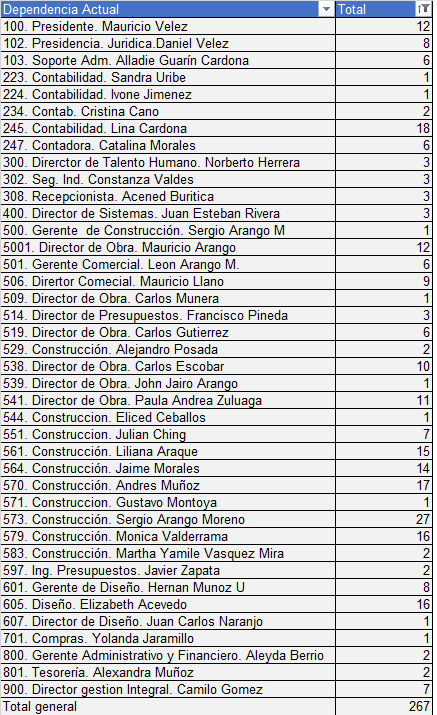 Dependencia Actual Total
100. Presidente. Mauricio Velez 12
102. Presidencia. Juridica.Daniel Velez 8
103. Soporte Adm. Alladie Guarín Cardona 6
223. Contabilidad. Sandra Uribe 1
224. Contabilidad. Ivone Jimenez 1
234. Contab. Cristina Cano 2
245. Contabilidad. Lina Cardona 18
247. Contadora. Catalina Morales 6
300. Direrctor de Talento Humano. Norberto Herrera 3
302. Seg. Ind. Constanza Valdes 3
308. Recepcionista. Acened Buritica 3
400. Director de Sistemas. Juan Esteban Rivera 3
500. Gerente  de Construcción. Sergio Arango M 1
5001. Director de Obra. Mauricio Arango 12
501. Gerente Comercial. Leon Arango M. 6
506. Dirertor Comecial. Mauricio Llano 9
509. Director de Obra. Carlos Munera 1
514. Director de Presupuestos. Francisco Pineda 3
519. Director de Obra. Carlos Gutierrez 6
529. Construcción. Alejandro Posada 2
538. Director de Obra. Carlos Escobar 10
539. Director de Obra. John Jairo Arango 1
541. Director de Obra. Paula Andrea Zuluaga 11
544. Construccion. Eliced Ceballos 1
551. Construccion. Julian Ching 7
561. Construcción. Liliana Araque 15
564. Construcción. Jaime Morales 14
570. Construcción. Andres Muñoz 17
571. Construcción. Gustavo Montoya 1
573. Construcción. Sergio Arango Moreno 27
579. Construcción. Monica Valderrama 16
583. Construcción. Martha Yamile Vasquez Mira 2
597. Ing. Presupuestos. Javier Zapata 2
601. Gerente de Diseño. Hernan Munoz U 8
605. Diseño. Elizabeth Acevedo 16
607. Director de Diseño. Juan Carlos Naranjo 1
701. Compras. Yolanda Jaramillo 1
800. Gerente Administrativo y Financiero. Aleyda Berrio 2
801. Tesorería. Alexandra Muñoz 2
900. Director gestion Integral. Camilo Gomez 7
Total general 267